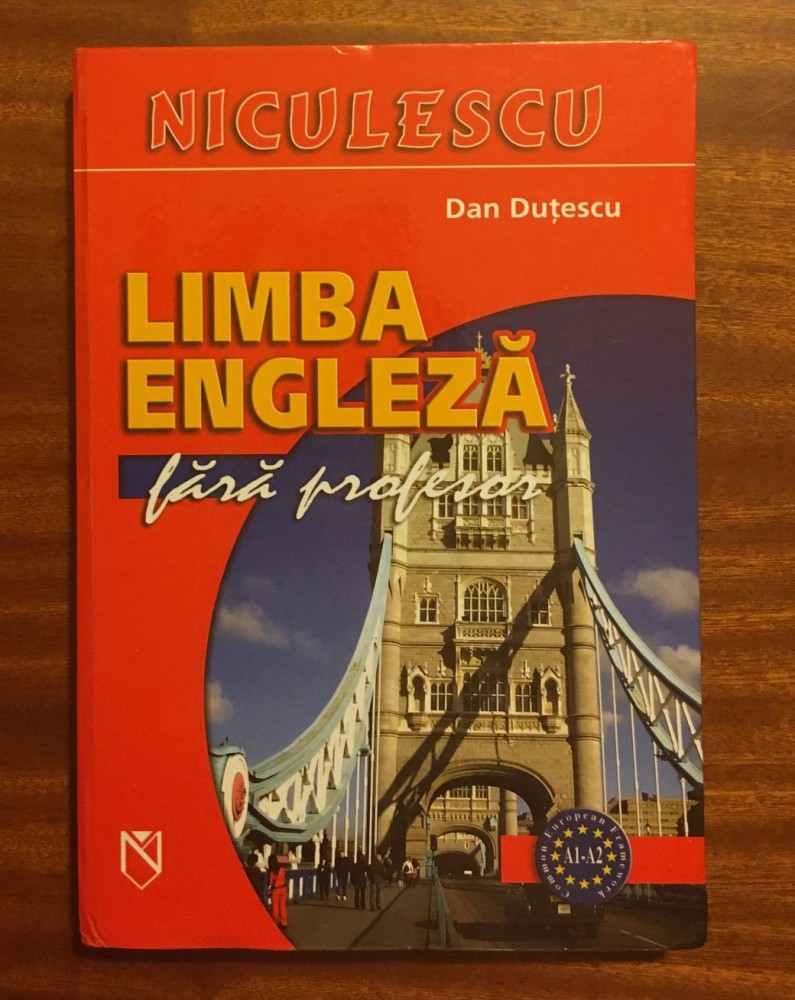 NICULESCU
Dan Duțescu
LIMBA
ENGLEZĂ
fără profesor
Common European Framework
A1-A2
N